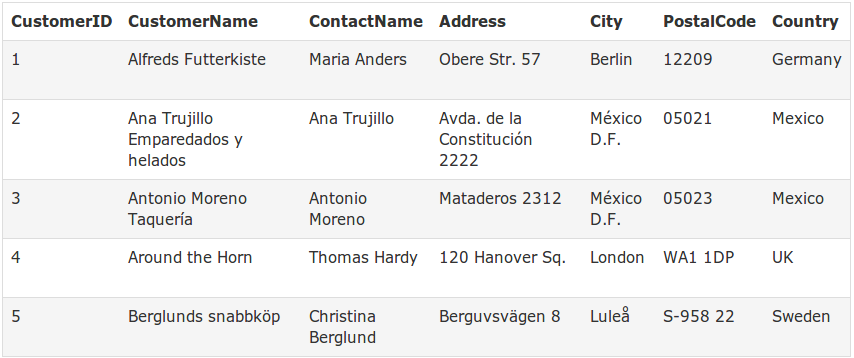 CustomerID CustomerName ContactName Address City PostalCode Country
1 Alfreds Futterkiste Maria Anders Obere Str. 57 Berlin 12209 Germany
2 Ana Trujillo Ana Trujillo Avda. de la México 05021 Mexico
Emparedados y Constitución D.F.
helados 2222
3 Antonio Moreno Antonio Mataderos 2312 México 05023 Mexico
Taquería Moreno D.F.
4 Around the Horn Thomas Hardy 120 Hanover Sq. London WA1 1DP UK
5 Berglunds snabbköp Christina Berguvsvägen 8 Luleå S-958 22 Sweden
Berglund